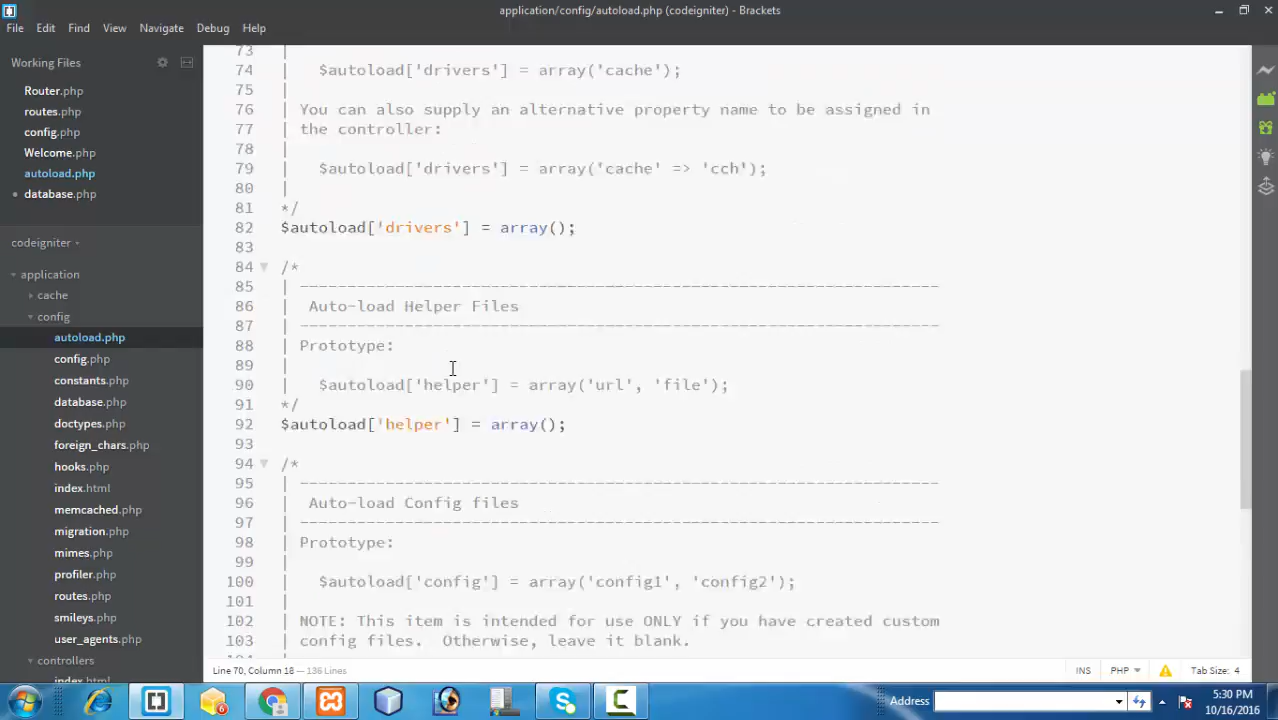 application/config/autoload.php (codeigniter) - Brackets
File Edit Find View Navigate Debug Help
Working Files
Router.php
routes.php
config.php
Welcome.php
autoload.php
database.php
codeigniter
application
cache
config
autoload.php
config.php
constants.php
database.php
doctypes.php
foreign_chars.php
hooks.php
index.html
memcached.php
migration.php
mimes.php
profiler.php
routes.php
smileys.php
user_agents.php
controllers
index.html
73 |
74 | $autoload['drivers'] = array('cache');
75 |
76 | You can also supply an alternative property name to be assigned in
77 | the controller:
78 |
79 | $autoload['drivers'] = array('cache' => 'cch');
80 |
81 */
82 $autoload['drivers'] = array();
83
84 /*
85 | -------------------------------------------------------------------
86 | Auto-load Helper Files
87 | -------------------------------------------------------------------
88 | Prototype:
89 |
90 | $autoload['helper'] = array('url', 'file');
91 */
92 $autoload['helper'] = array();
93
94 /*
95 | -------------------------------------------------------------------
96 | Auto-load Config files
97 | -------------------------------------------------------------------
98 | Prototype:
99 |
100 | $autoload['config'] = array('config1', 'config2');
101 |
102 | NOTE: This item is intended for use ONLY if you have created custom
103 | config files.  Otherwise, leave it blank.
Line 70, Column 18 — 136 Lines
INS PHP Tab Size: 4
Address
5:30 PM
10/16/2016